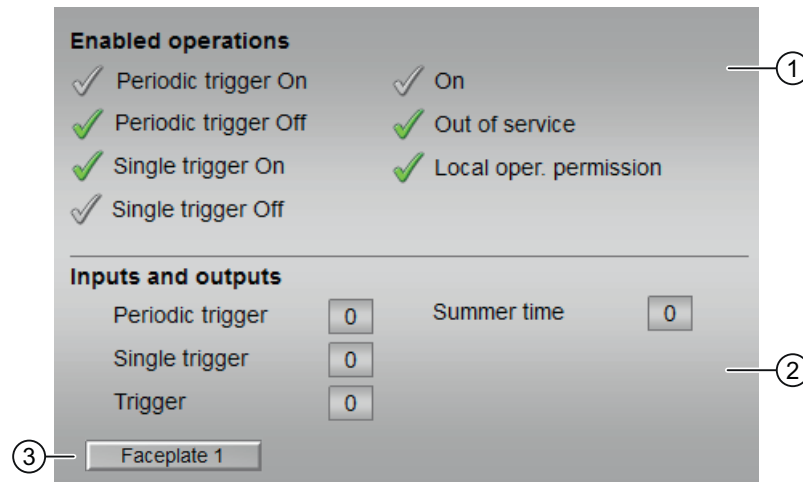 Enabled operations
Periodic trigger On
On
1
Periodic trigger Off
Out of service
Single trigger On
Local oper. permission
Single trigger Off
Inputs and outputs
Periodic trigger 0
Summer time 0
Single trigger 0
2
Trigger 0
3
Faceplate 1